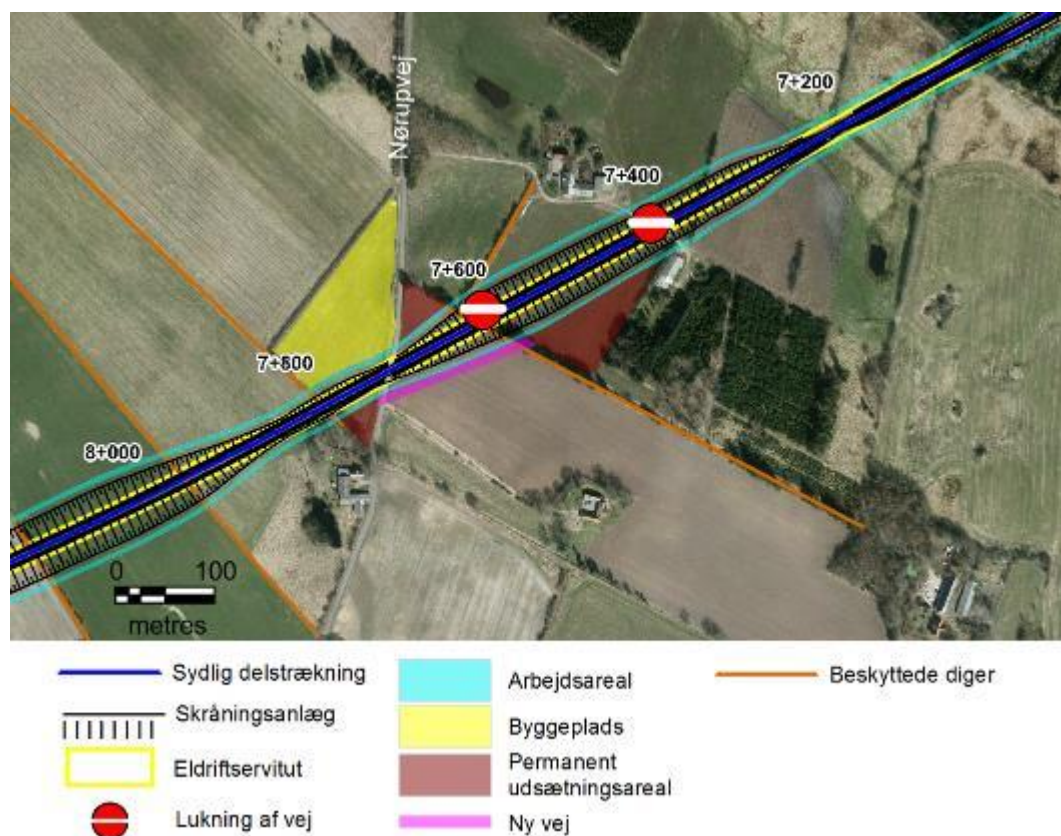 7+200
Nørupvej
7+400
7+600
7+800
8+000
0 100
metres
Sydlig delstrækning
Skråningsanlæg
Eldriftservitut
Lukning af vej
Arbejdsareal
Byggeplads
Permanent
udsætningsareal
Ny vej
Beskyttede diger